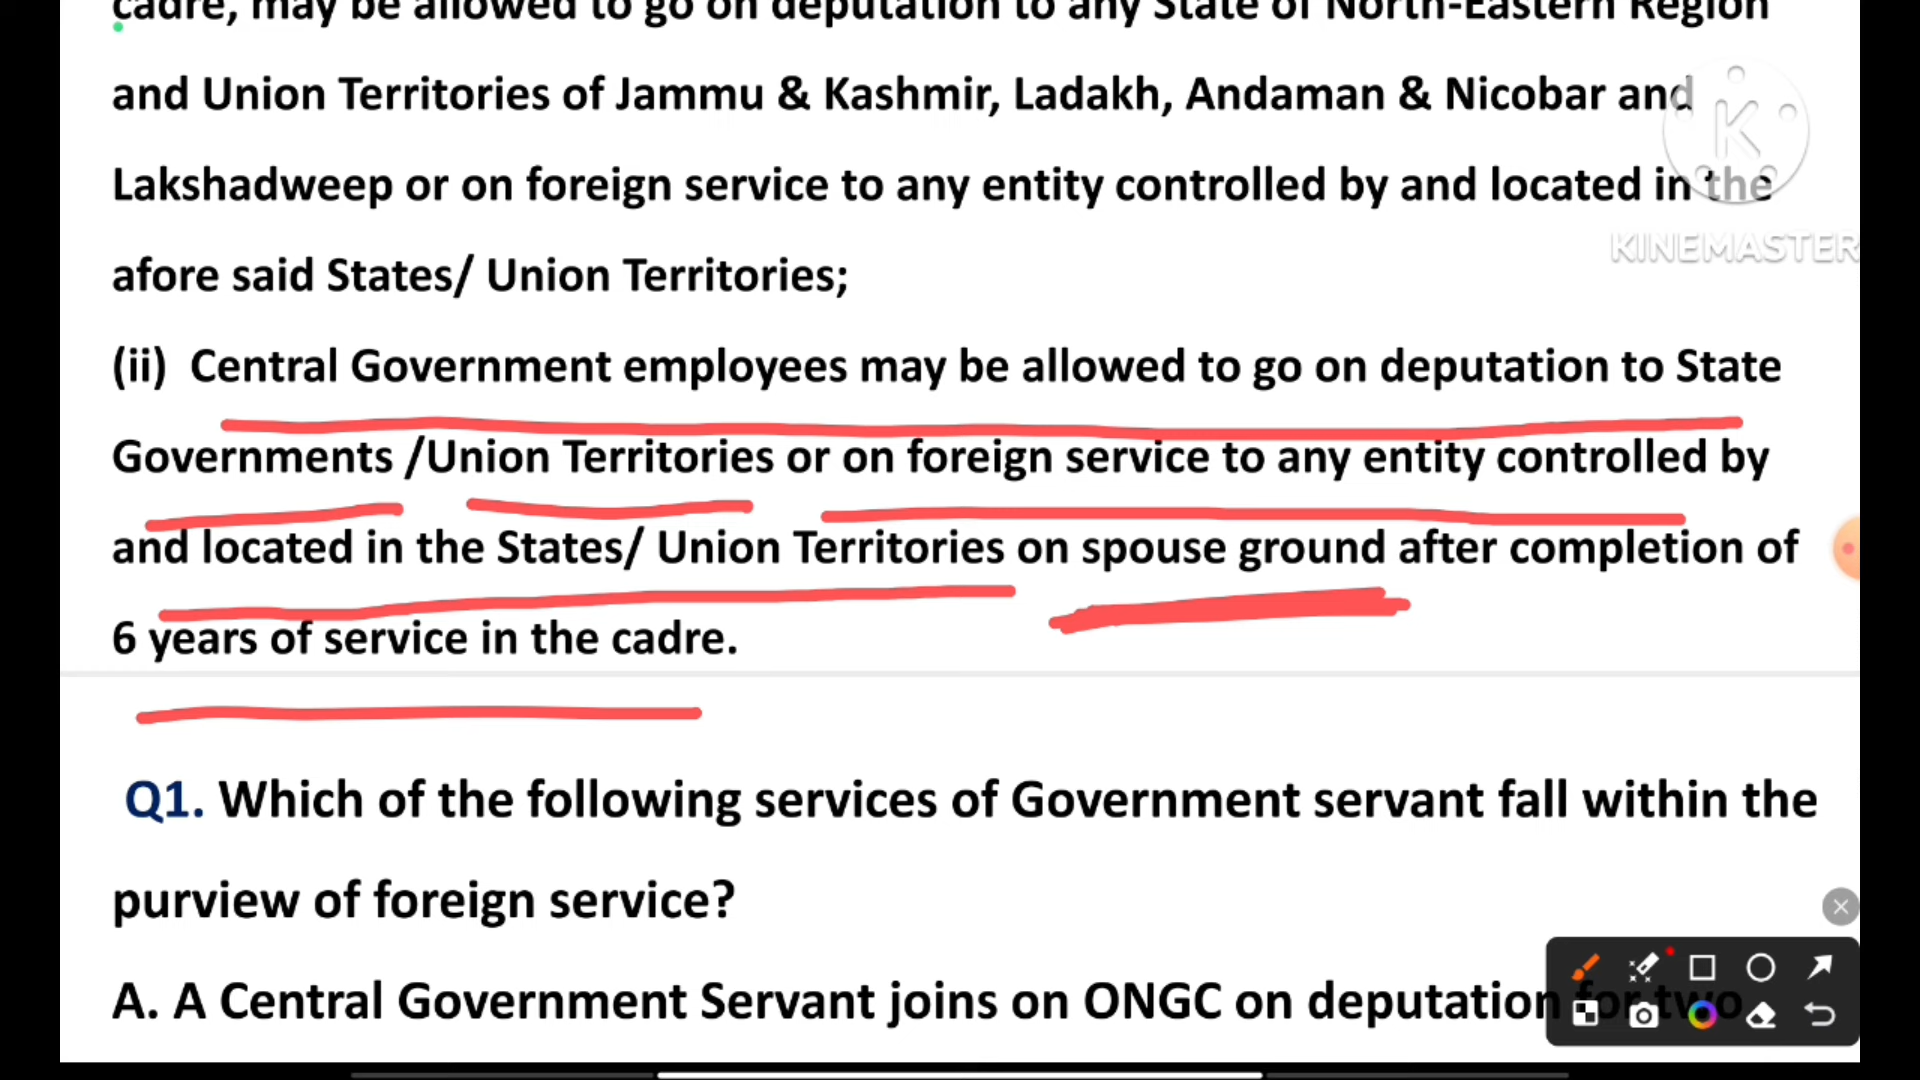 cadre, may be allowed to go on deputation to any State of North-Eastern Region
and Union Territories of Jammu & Kashmir, Ladakh, Andaman & Nicobar and
Lakshadweep or on foreign service to any entity controlled by and located in the
afore said States/ Union Territories;
(ii) Central Government employees may be allowed to go on deputation to State
Governments /Union Territories or on foreign service to any entity controlled by
and located in the States/ Union Territories on spouse ground after completion of
6 years of service in the cadre.
Q1. Which of the following services of Government servant fall within the
purview of foreign service?
A. A Central Government Servant joins on ONGC on deputation for two
K
KINEMASTER